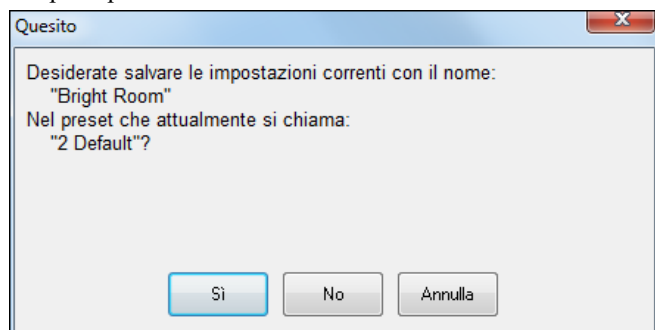 Quesito
Desiderate salvare le impostazioni correnti con il nome:
"Bright Room"
Nel preset che attualmente si chiama:
"2 Default"?
Sì
No
Annulla